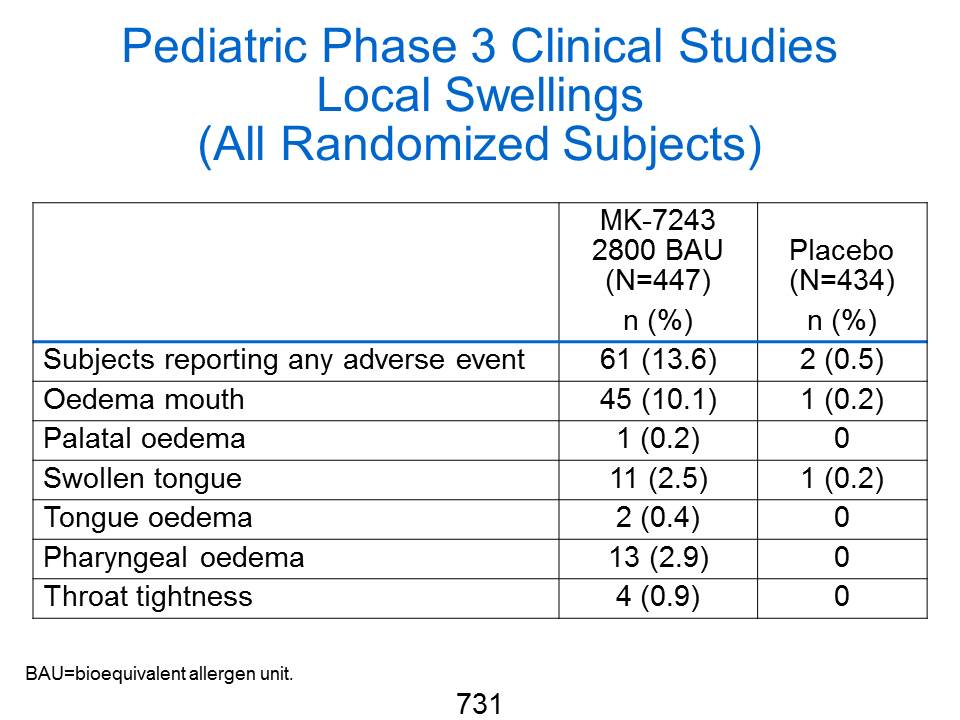 Pediatric Phase 3 Clinical Studies
Local Swellings
(All Randomized Subjects)
MK-7243
2800 BAU
(N=447)
n (%)
Placebo
(N=434)
n (%)
Subjects reporting any adverse event 61 (13.6) 2 (0.5)
Oedema mouth 45 (10.1) 1 (0.2)
Palatal oedema 1 (0.2) 0
Swollen tongue 11 (2.5) 1 (0.2)
Tongue oedema 2 (0.4) 0
Pharyngeal oedema 13 (2.9) 0
Throat tightness 4 (0.9) 0
BAU=bioequivalent allergen unit.
731